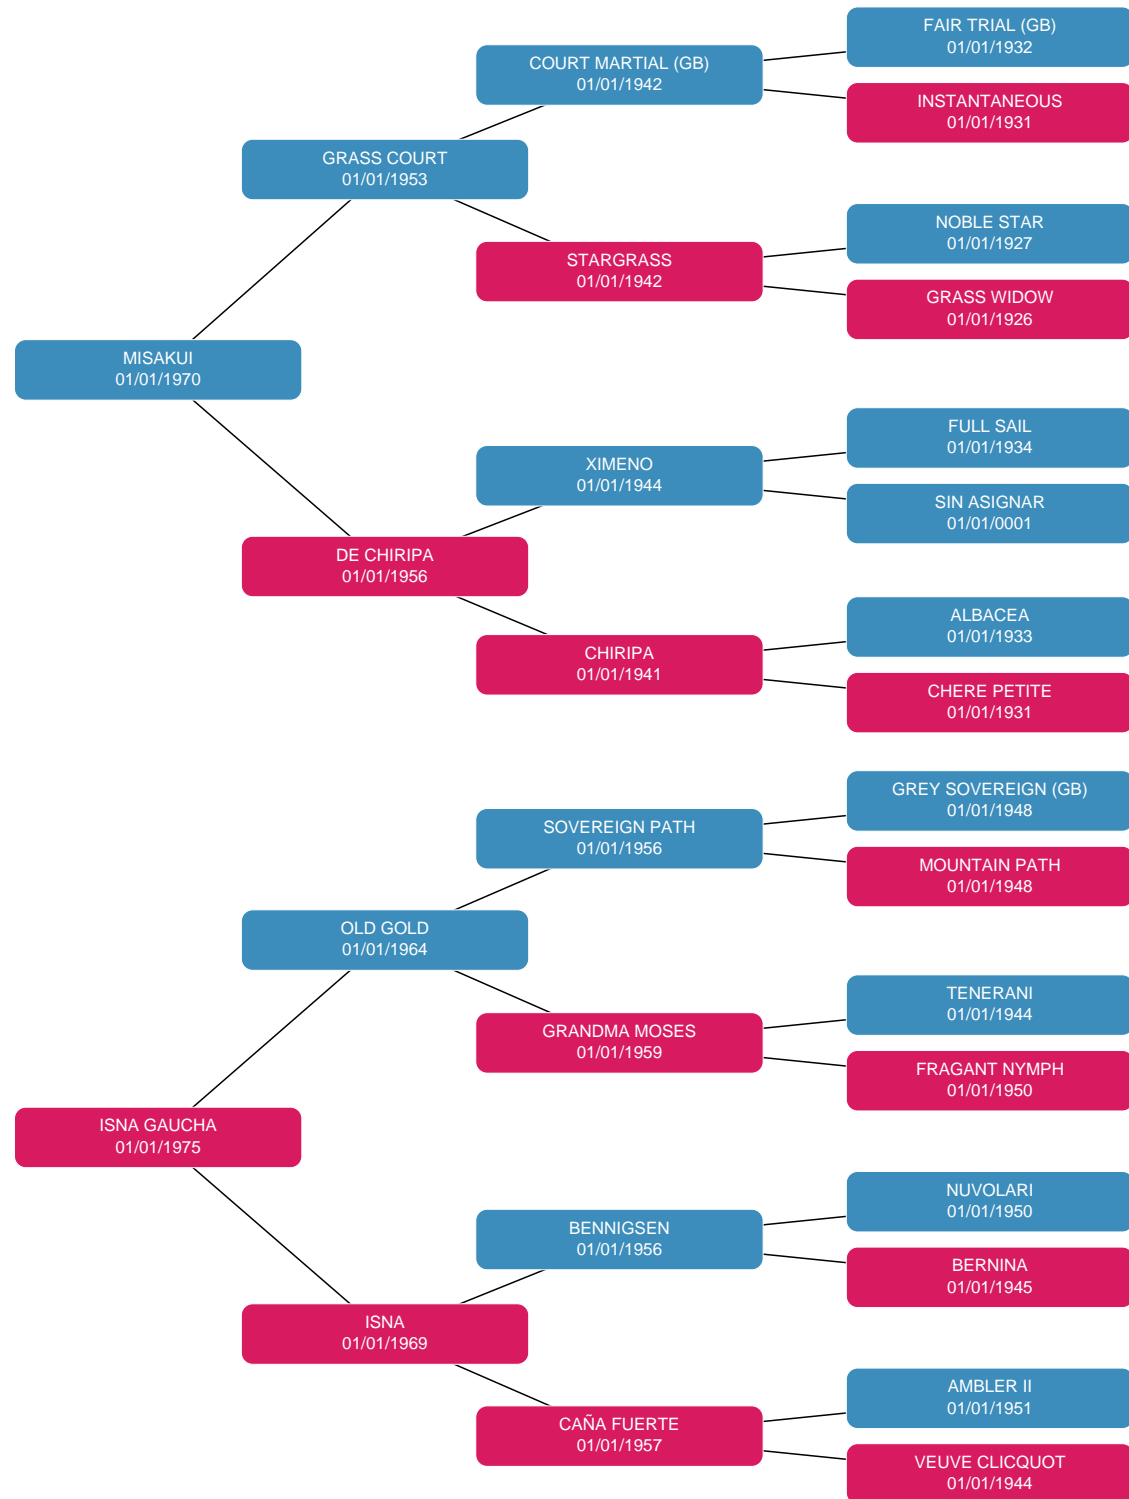 FAIR TRIAL (GB)
01/01/1932
COURT MARTIAL (GB)
01/01/1942
INSTANTANEOUS
01/01/1931
GRASS COURT
01/01/1953
NOBLE STAR
01/01/1927
STARGRASS
01/01/1942
GRASS WIDOW
01/01/1926
MISAKUI
01/01/1970
FULL SAIL
01/01/1934
XIMENO
01/01/1944
SIN ASIGNAR
01/01/0001
DE CHIRIPA
01/01/1956
ALBACEA
01/01/1933
CHIRIPA
01/01/1941
CHERE PETITE
01/01/1931
GREY SOVEREIGN (GB)
01/01/1948
SOVEREIGN PATH
01/01/1956
MOUNTAIN PATH
01/01/1948
OLD GOLD
01/01/1964
TENERANI
01/01/1944
GRANDMA MOSES
01/01/1959
FRAGANT NYMPH
01/01/1950
ISNA GAUCHA
01/01/1975
NUVOLARI
01/01/1950
BENNIGSEN
01/01/1956
BERNINA
01/01/1945
ISNA
01/01/1969
AMBLER II
01/01/1951
CAÑA FUERTE
01/01/1957
VEUVE CLICQUOT
01/01/1944